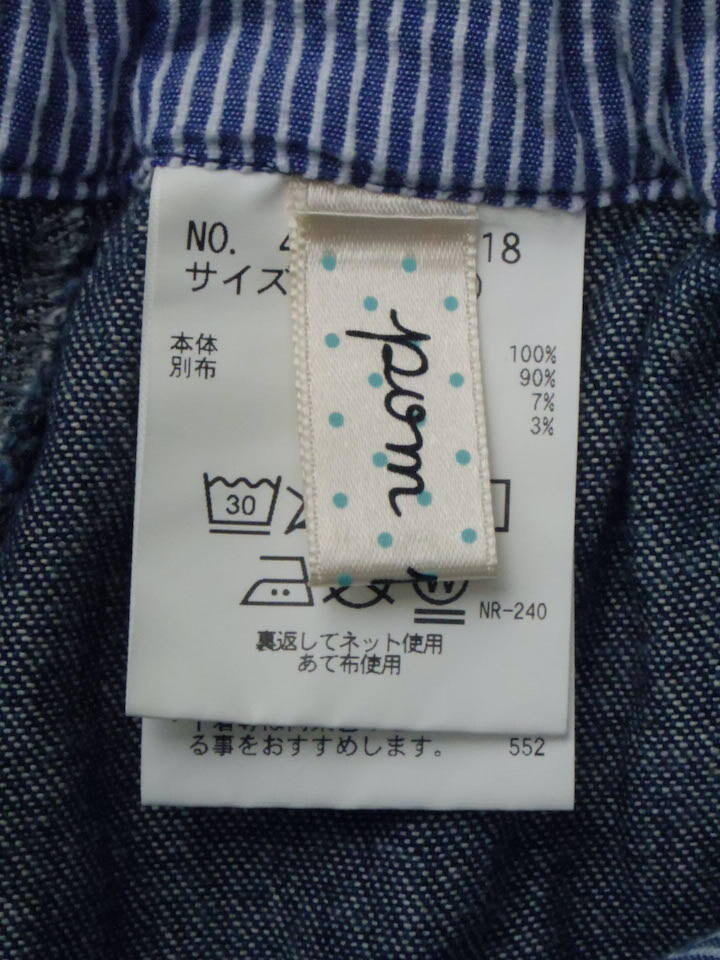 NO. 4 18
サイズ
本体 100%
別布 90%
7%
3%
pom
30
W
NR-240
裏返してネット使用
あて布使用
る事をおすすめします。 552